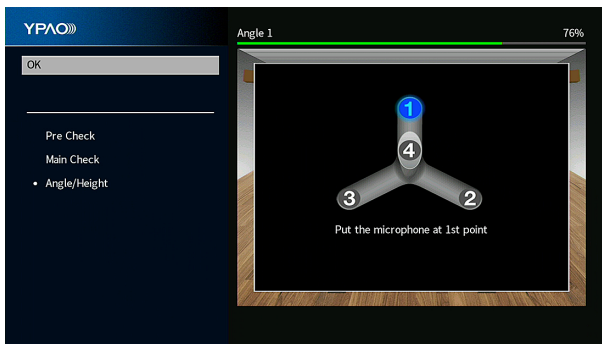 YPAO
OK
Pre Check
Main Check
• Angle/Height
Angle 1
76%
1
4
3
2
Put the microphone at 1st point